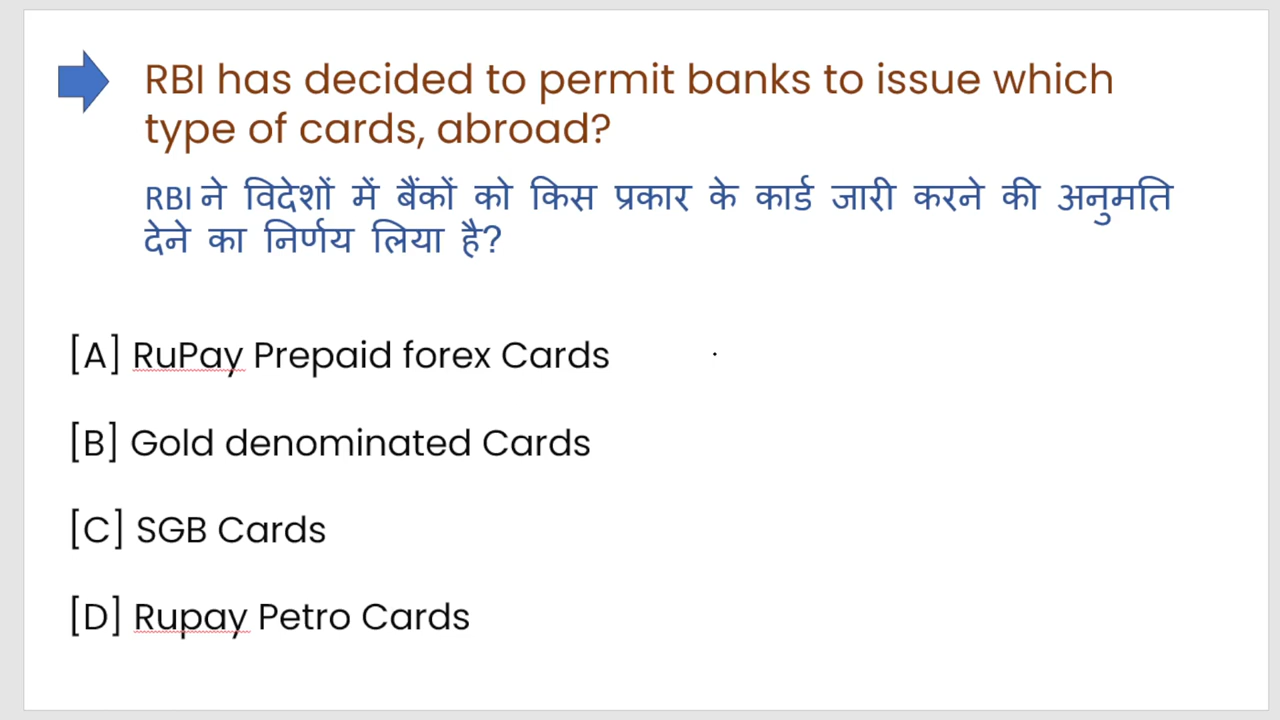 RBI has decided to permit banks to issue which
type of cards, abroad?
RBI ने विदेशों में बैंकों को किस प्रकार के कार्ड जारी करने की अनुमति
देने का निर्णय लिया है?
[A] RuPay Prepaid forex Cards
[B] Gold denominated Cards
[C] SGB Cards
[D] Rupay Petro Cards